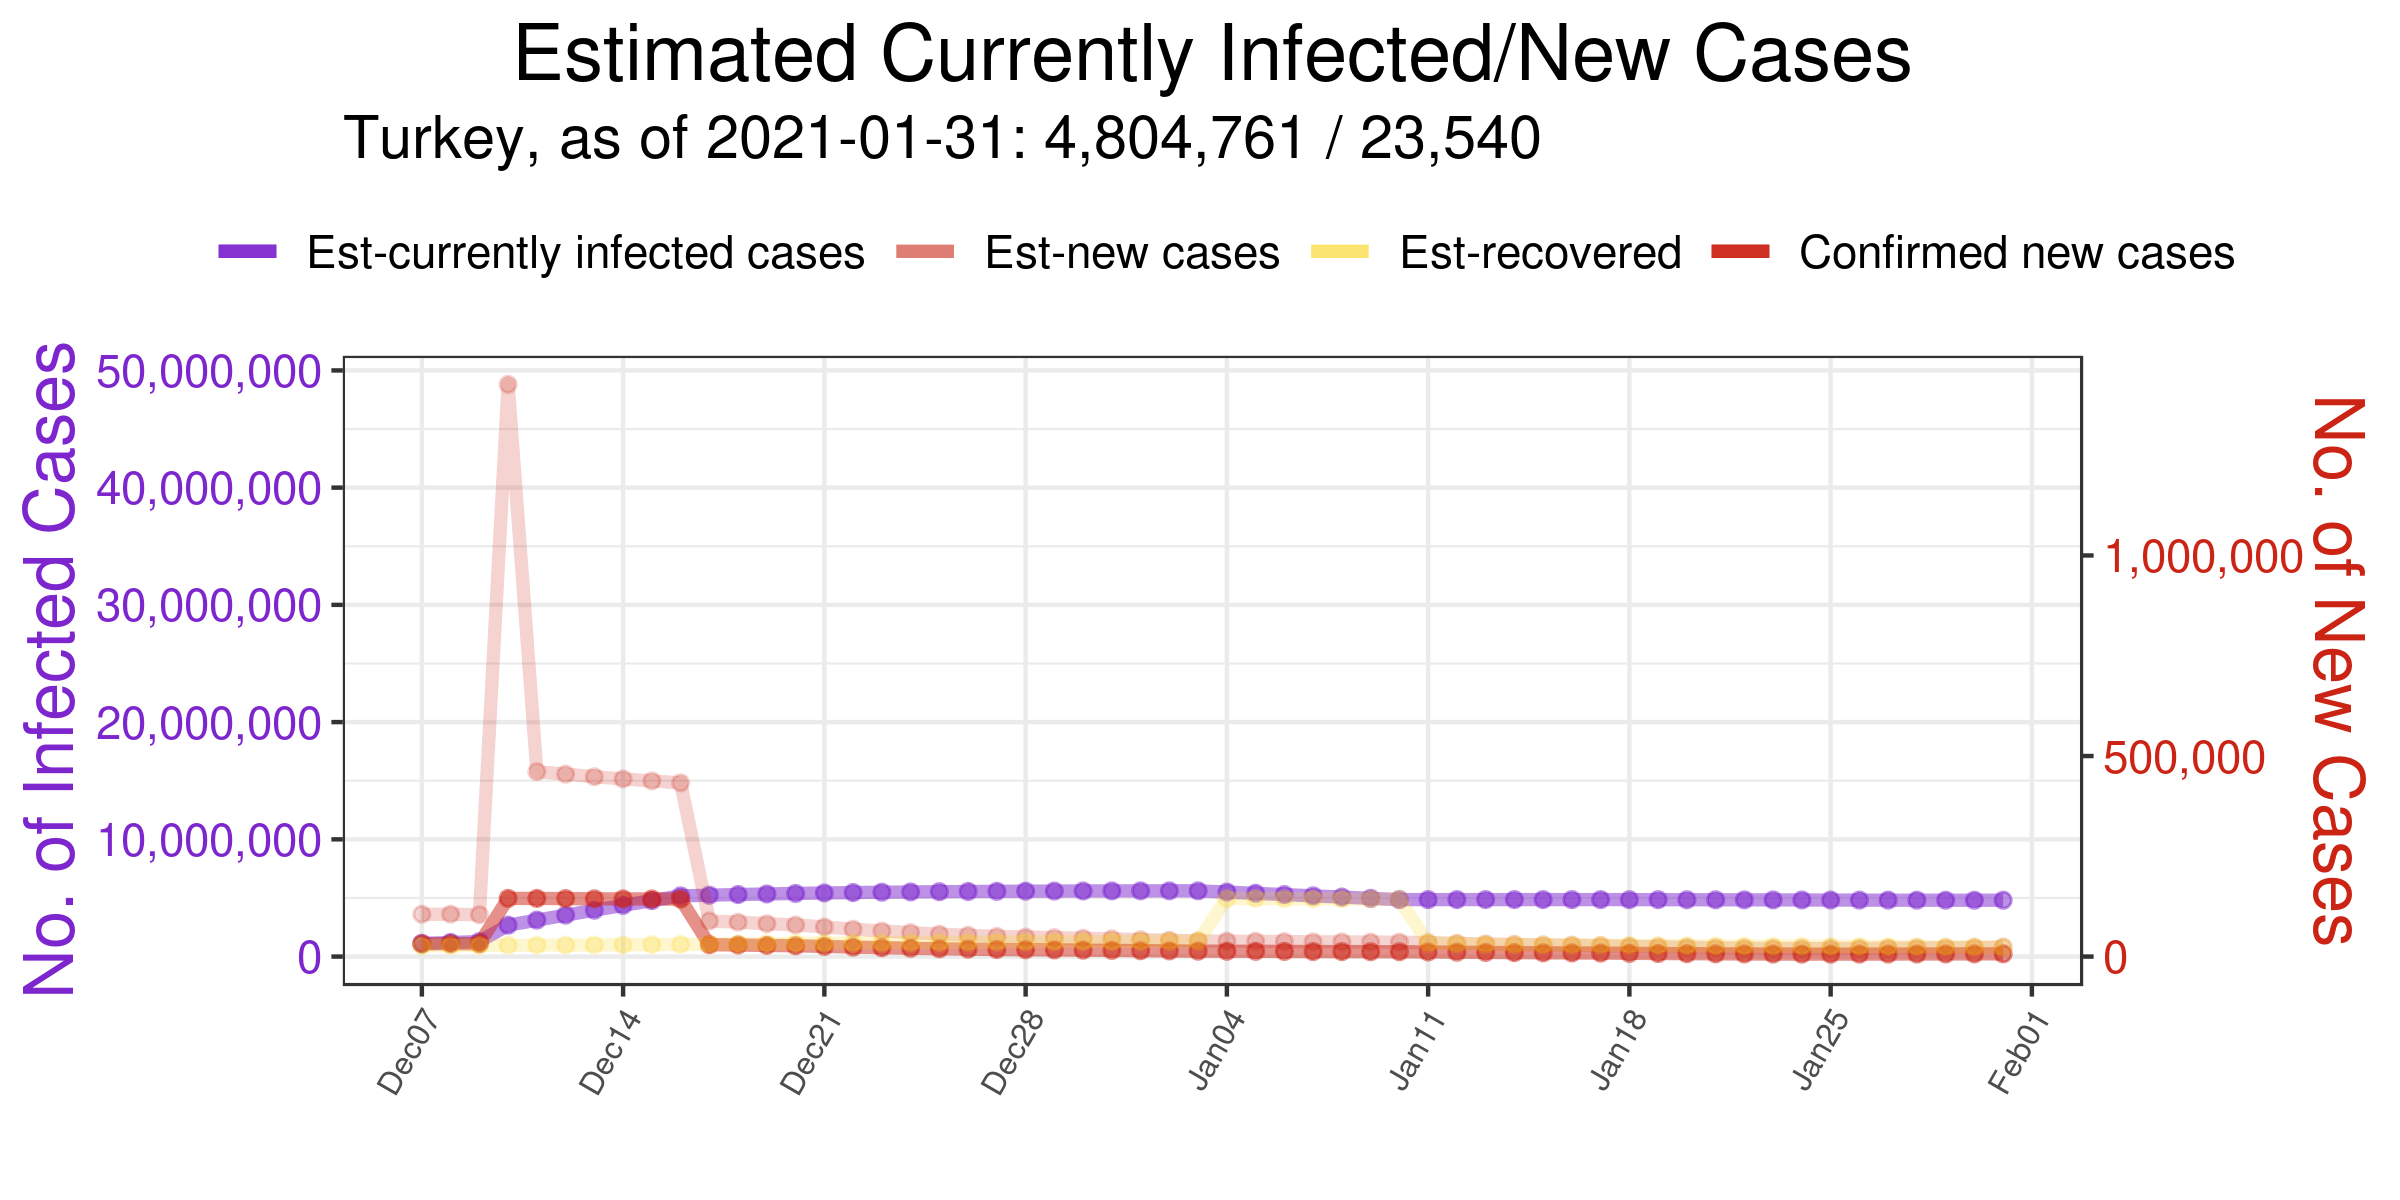 Estimated Currently Infected/New Cases
Turkey, as of 2021-01-31: 4,804,761 / 23,540
Est-currently infected cases Est-new cases Est-recovered Confirmed new cases
No. of Infected Cases
50,000,000
40,000,000
30,000,000
20,000,000
10,000,000
0
1,000,000
500,000
0
No. of New Cases
Dec07 Dec14 Dec21 Dec28 Jan04 Jan11 Jan18 Jan25 Feb01